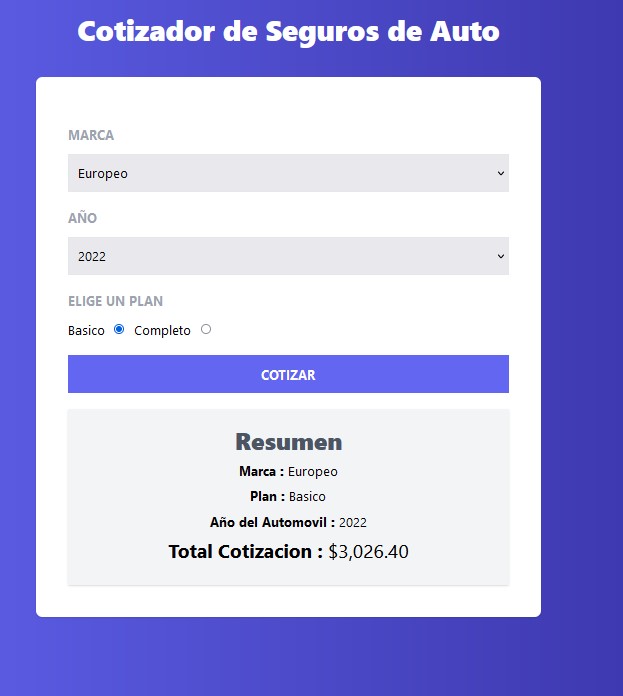 Cotizador de Seguros de Auto
MARCA
Europeo
AÑO
2022
ELIGE UN PLAN
Basico Completo
COTIZAR
Resumen
Marca : Europeo
Plan : Basico
Año del Automovil : 2022
Total Cotizacion : $3,026.40